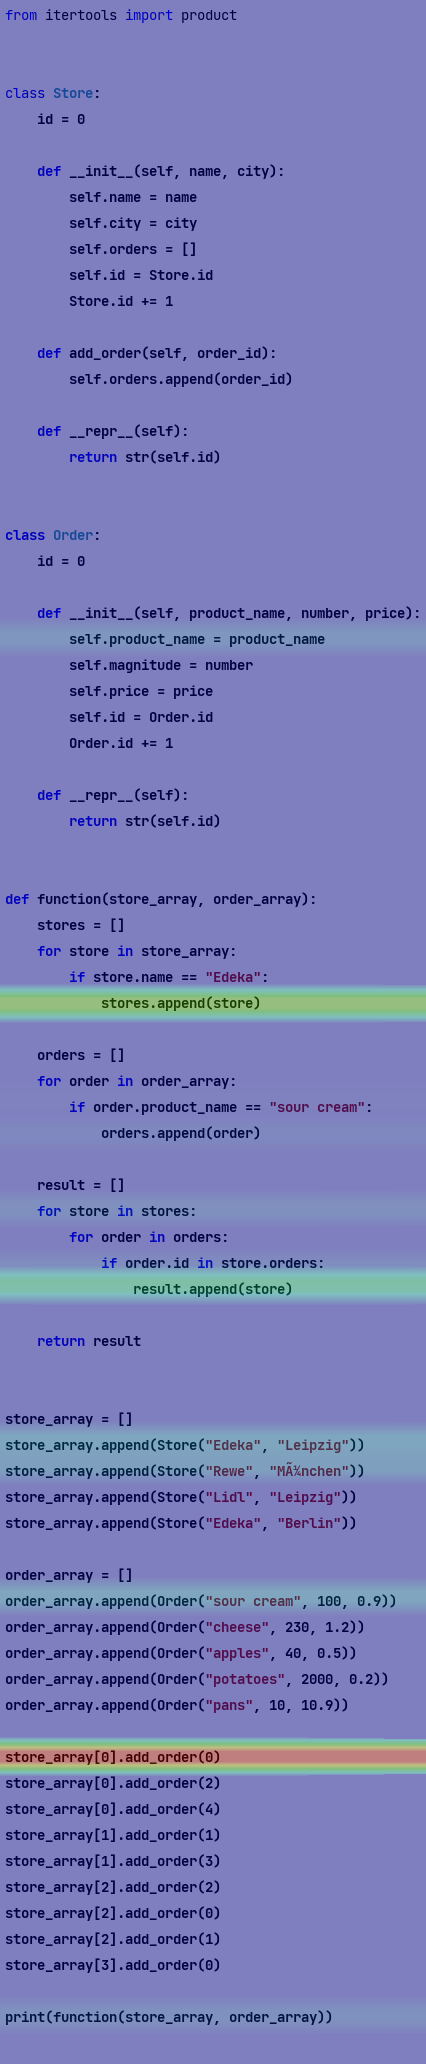 from itertools import product
class Store:
    id = 0
    def __init__(self, name, city):
        self.name = name
        self.city = city
        self.orders = []
        self.id = Store.id
        Store.id += 1
    def add_order(self, order_id):
        self.orders.append(order_id)
    def __repr__(self):
        return str(self.id)
class Order:
    id = 0
    def __init__(self, product_name, number, price):
        self.product_name = product_name
        self.magnitude = number
        self.price = price
        self.id = Order.id
        Order.id += 1
    def __repr__(self):
        return str(self.id)
def function(store_array, order_array):
    stores = []
    for store in store_array:
        if store.name == "Edeka":
            stores.append(store)
    orders = []
    for order in order_array:
        if order.product_name == "sour cream":
            orders.append(order)
    result = []
    for store in stores:
        for order in orders:
            if order.id in store.orders:
                result.append(store)
    return result
store_array = []
store_array.append(Store("Edeka", "Leipzig"))
store_array.append(Store("Rewe", "MÃ¼nchen"))
store_array.append(Store("Lidl", "Leipzig"))
store_array.append(Store("Edeka", "Berlin"))
order_array = []
order_array.append(Order("sour cream", 100, 0.9))
order_array.append(Order("cheese", 230, 1.2))
order_array.append(Order("apples", 40, 0.5))
order_array.append(Order("potatoes", 2000, 0.2))
order_array.append(Order("pans", 10, 10.9))
store_array[0].add_order(0)
store_array[0].add_order(2)
store_array[0].add_order(4)
store_array[1].add_order(1)
store_array[1].add_order(3)
store_array[2].add_order(2)
store_array[2].add_order(0)
store_array[2].add_order(1)
store_array[3].add_order(0)
print(function(store_array, order_array))